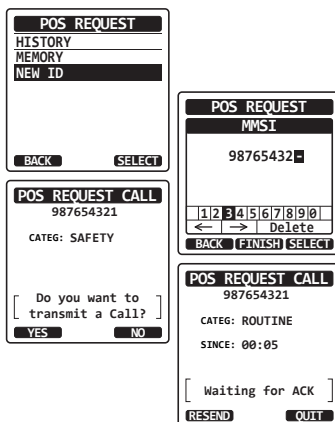 POS REQUEST
HISTORY
MEMORY
NEW ID
BACK SELECT
POS REQUEST
MMSI
98765432-
1 2 3 4 5 6 7 8 9 0
← → Delete
BACK FINISH SELECT
POS REQUEST CALL
987654321
CATEG: SAFETY
Do you want to
transmit a Call?
YES NO
POS REQUEST CALL
987654321
CATEG: ROUTINE
SINCE: 00:05
Waiting for ACK
RESEND QUIT